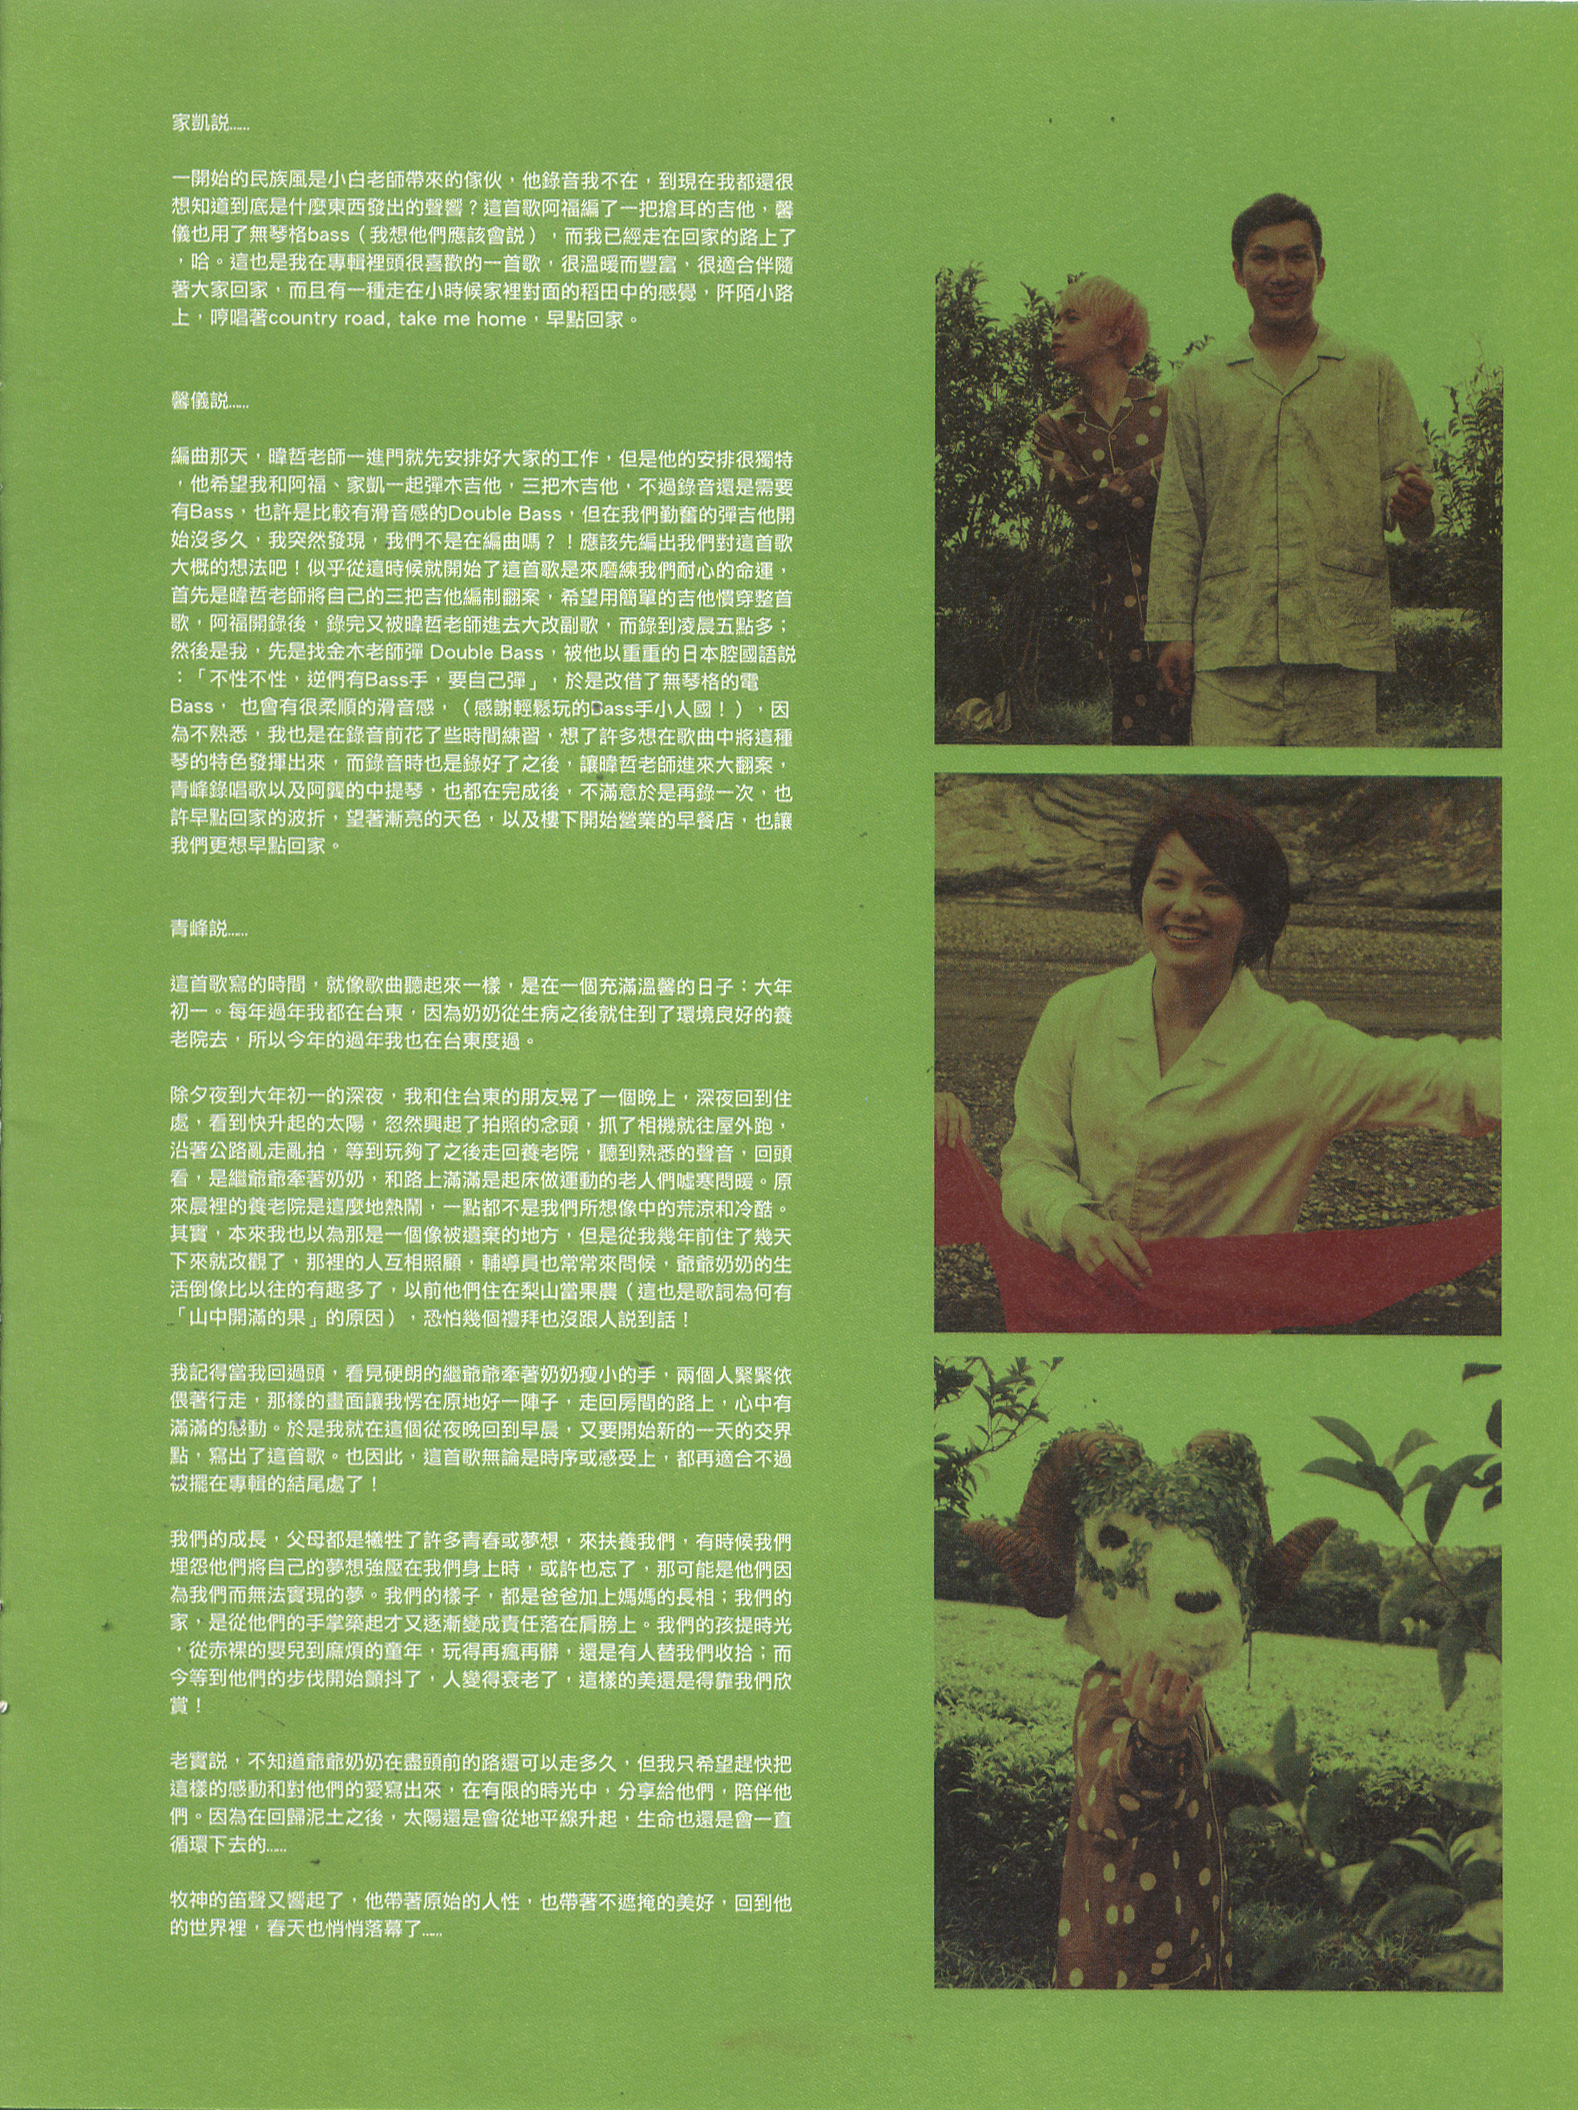 家凱說……
一開始的民族風是小白老師帶來的傢伙，他錄音我不在，到現在我都還很
想知道到底是什麼東西發出的聲響？這首歌阿福編了一把搶耳的吉他，馨
儀也用了無琴格bass（我想他們應該會說），而我已經走在回家的路上了
，哈。這也是我在專輯裡頭很喜歡的一首歌，很溫暖而豐富，很適合伴隨
著大家回家，而且有一種走在小時候家裡對面的稻田中的感覺，阡陌小路
上，哼唱著country road, take me home，早點回家。
馨儀說……
編曲那天，暐哲老師一進門就先安排好大家的工作，但是他的安排很獨特
，他希望我和阿福、家凱一起彈木吉他，三把木吉他，不過錄音還是需要
有Bass，也許是比較有滑音感的Double Bass，但在我們勤奮的彈吉他開
始沒多久，我突然發現，我們不是在編曲嗎？！應該先編出我們對這首歌
大概的想法吧！似乎從這時候就開始了這首歌是來磨練我們耐心的命運，
首先是暐哲老師將自己的三把吉他編制翻案，希望用簡單的吉他慣穿整首
歌，阿福開錄後，錄完又被暐哲老師進去大改副歌，而錄到凌晨五點多；
然後是我，先是找金木老師彈 Double Bass，被他以重重的日本腔國語說
：「不性不性，逆們有Bass手，要自己彈」，於是改借了無琴格的電
Bass， 也會有很柔順的滑音感，（感謝輕鬆玩的Bass手小人國！），因
為不熟悉，我也是在錄音前花了些時間練習，想了許多想在歌曲中將這種
琴的特色發揮出來，而錄音時也是錄好了之後，讓暐哲老師進來大翻案，
青峰錄唱歌以及阿龔的中提琴，也都在完成後，不滿意於是再錄一次，也
許早點回家的波折，望著漸亮的天色，以及樓下開始營業的早餐店，也讓
我們更想早點回家。
青峰說……
這首歌寫的時間，就像歌曲聽起來一樣，是在一個充滿溫馨的日子：大年
初一。每年過年我都在台東，因為奶奶從生病之後就住到了環境良好的養
老院去，所以今年的過年我也在台東度過。
除夕夜到大年初一的深夜，我和住台東的朋友晃了一個晚上，深夜回到住
處，看到快升起的太陽，忽然興起了拍照的念頭，抓了相機就往屋外跑，
沿著公路亂走亂拍，等到玩夠了之後走回養老院，聽到熟悉的聲音，回頭
看，是繼爺爺牽著奶奶，和路上滿滿是起床做運動的老人們噓寒問暖。原
來晨裡的養老院是這麼地熱鬧，一點都不是我們所想像中的荒涼和冷酷。
其實，本來我也以為那是一個像被遺棄的地方，但是從我幾年前住了幾天
下來就改觀了，那裡的人互相照顧，輔導員也常常來問候，爺爺奶奶的生
活倒像比以往的有趣多了，以前他們住在梨山當果農（這也是歌詞為何有
「山中開滿的果」的原因），恐怕幾個禮拜也沒跟人說到話！
我記得當我回過頭，看見硬朗的繼爺爺牽著奶奶瘦小的手，兩個人緊緊依
偎著行走，那樣的畫面讓我愣在原地好一陣子，走回房間的路上，心中有
滿滿的感動。於是我就在這個從夜晚回到早晨，又要開始新的一天的交界
點，寫出了這首歌。也因此，這首歌無論是時序或感受上，都再適合不過
被擺在專輯的結尾處了！
我們的成長，父母都是犧牲了許多青春或夢想，來扶養我們，有時候我們
埋怨他們將自己的夢想強壓在我們身上時，或許也忘了，那可能是他們因
為我們而無法實現的夢。我們的樣子，都是爸爸加上媽媽的長相；我們的
家，是從他們的手掌築起才又逐漸變成責任落在肩膀上。我們的孩提時光
，從赤裸的嬰兒到麻煩的童年，玩得再瘋再髒，還是有人替我們收拾；而
今等到他們的步伐開始顫抖了，人變得衰老了，這樣的美還是得靠我們欣
賞！
老實說，不知道爺爺奶奶在盡頭前的路還可以走多久，但我只希望趕快把
這樣的感動和對他們的愛寫出來，在有限的時光中，分享給他們，陪伴他
們。因為在回歸泥土之後，太陽還是會從地平線升起，生命也還是會一直
循環下去的……
牧神的笛聲又響起了，他帶著原始的人性，也帶著不遮掩的美好，回到他
的世界裡，春天也悄悄落幕了……